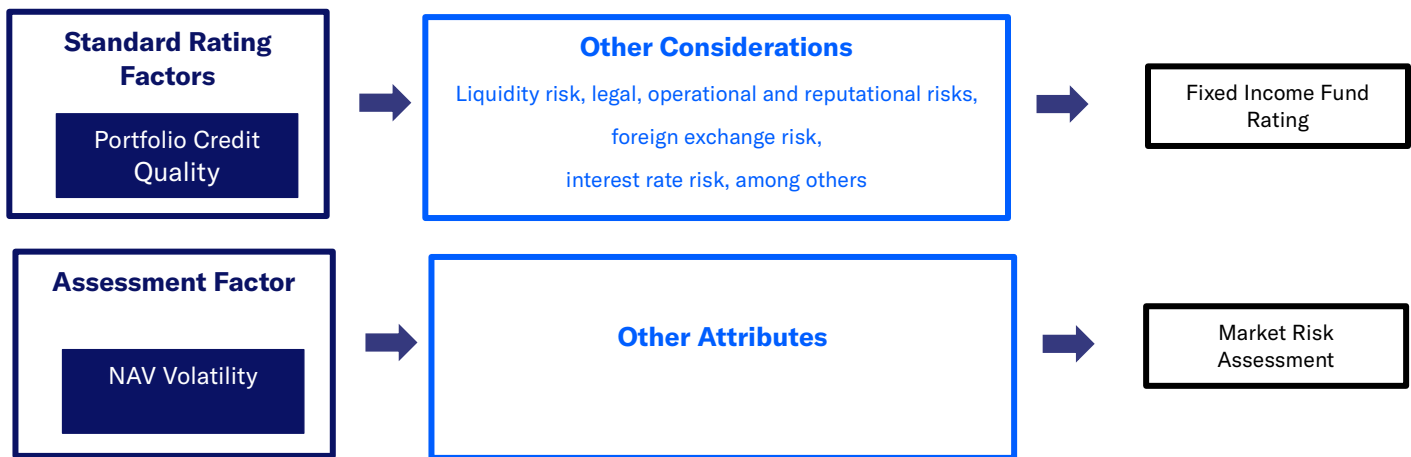 Standard Rating
Factors
Portfolio Credit
Quality
Other Considerations
Liquidity risk, legal, operational and reputational risks,
foreign exchange risk,
interest rate risk, among others
Fixed Income Fund
Rating
Assessment Factor
NAV Volatility
Other Attributes
Market Risk
Assessment